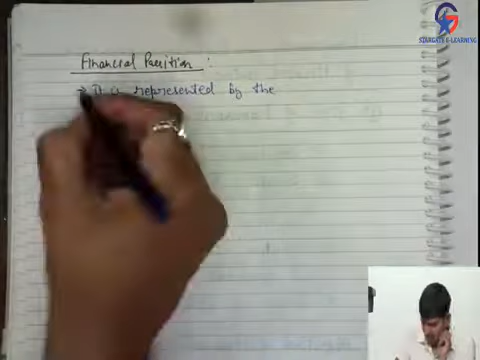 STARGATE E-LEARNING
Financial Position :
→ It is represented by the